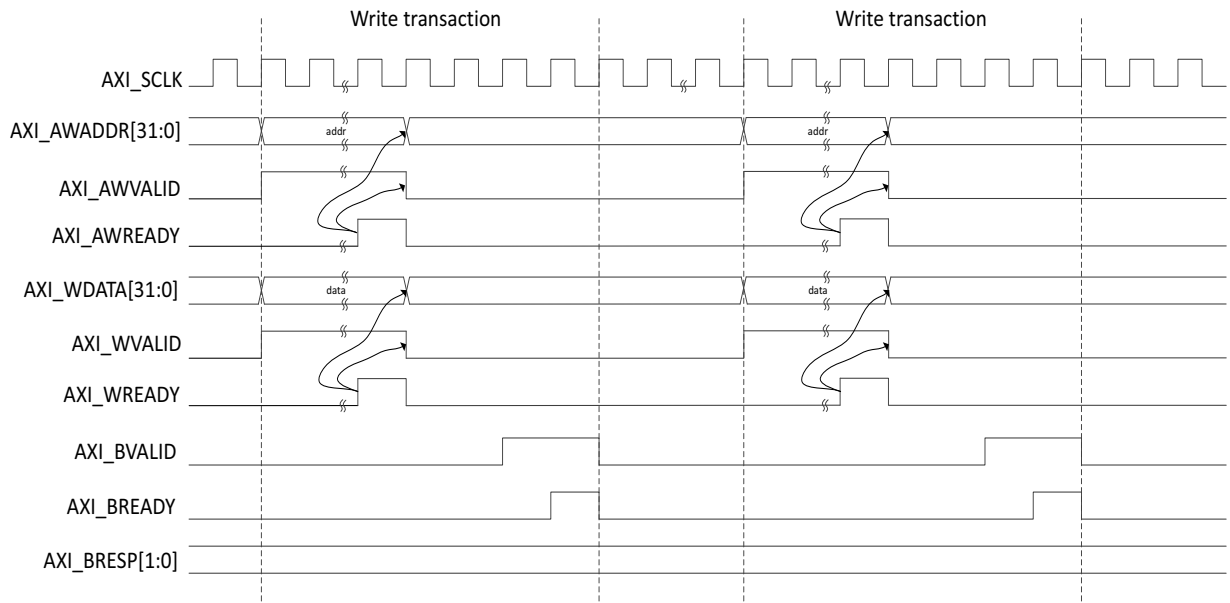 Write transaction Write transaction
AXI_SCLK
AXI_AWADDR[31:0] addr addr
AXI_AWVALID
AXI_AWREADY
AXI_WDATA[31:0] data data
AXI_WVALID
AXI_WREADY
AXI_BVALID
AXI_BREADY
AXI_BRESP[1:0]